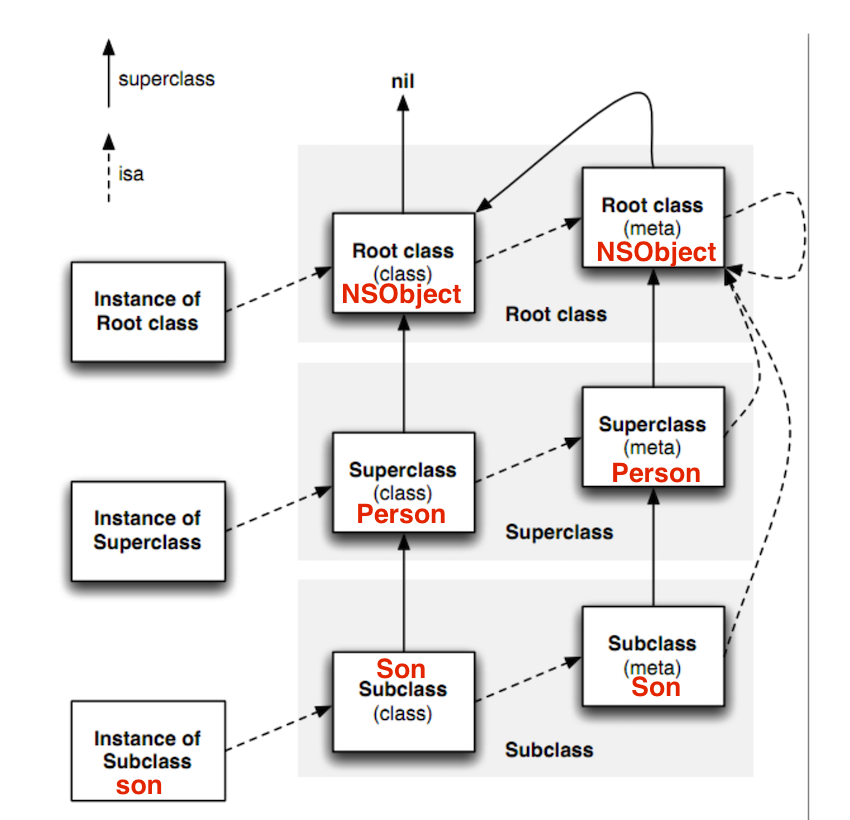 superclass
isa
nil
Root class
(meta)
NSObject
Root class
(class)
NSObject
Instance of
Root class
Root class
Superclass
(meta)
Person
Superclass
(class)
Person
Instance of
Superclass
Superclass
Subclass
(meta)
Son
Son
Subclass
(class)
Instance of
Subclass
son
Subclass